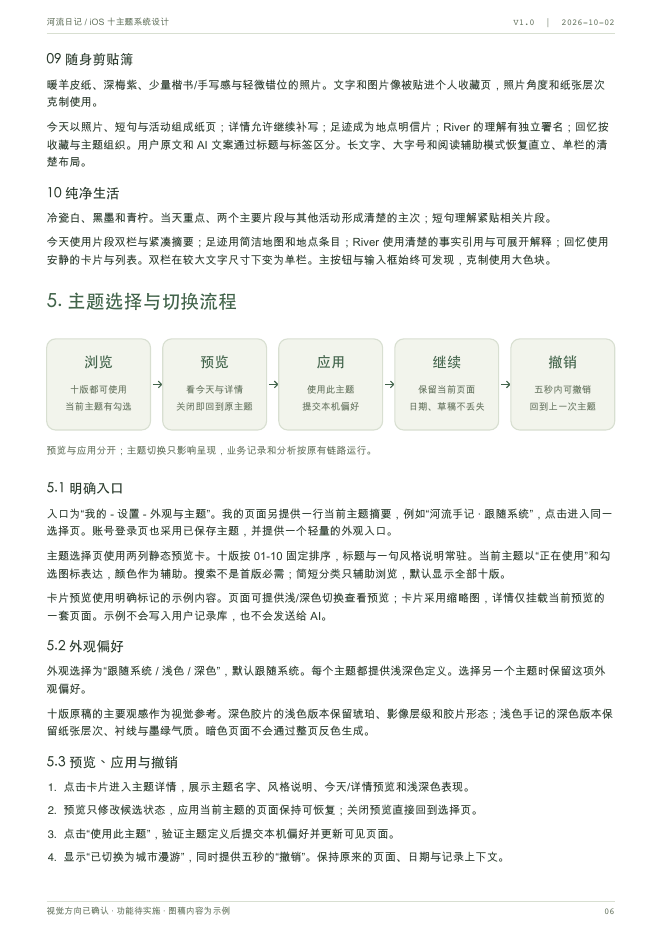 河流日记 / iOS 十主题系统设计
V1.0 | 2026-10-02
09 随身剪贴簿
暖羊皮纸、深梅紫、少量楷书/手写感与轻微错位的照片。文字和图片像被贴进个人收藏页，照片角度和纸张层次
克制使用。
今天以照片、短句与活动组成纸页；详情允许继续补写；足迹成为地点明信片；River 的理解有独立署名；回忆按
收藏与主题组织。用户原文和 AI 文案通过标题与标签区分。长文字、大字号和阅读辅助模式恢复直立、单栏的清
楚布局。
10 纯净生活
冷瓷白、黑墨和青柠。当天重点、两个主要片段与其他活动形成清楚的主次；短句理解紧贴相关片段。
今天使用片段双栏与紧凑摘要；足迹用简洁地图和地点条目；River 使用清楚的事实引用与可展开解释；回忆使用
安静的卡片与列表。双栏在较大文字尺寸下变为单栏。主按钮与输入框始终可发现，克制使用大色块。
5. 主题选择与切换流程
浏览
十版都可使用
当前主题有勾选
预览
看今天与详情
关闭即回到原主题
应用
使用此主题
提交本机偏好
继续
保留当前页面
日期、草稿不丢失
撤销
五秒内可撤销
回到上一次主题
预览与应用分开；主题切换只影响呈现，业务记录和分析按原有链路运行。
5.1 明确入口
入口为“我的 - 设置 - 外观与主题”。我的页面另提供一行当前主题摘要，例如“河流手记 · 跟随系统”，点击进入同一
选择页。账号登录页也采用已保存主题，并提供一个轻量的外观入口。
主题选择页使用两列静态预览卡。十版按 01-10 固定排序，标题与一句风格说明常驻。当前主题以“正在使用”和勾
选图标表达，颜色作为辅助。搜索不是首版必需；简短分类只辅助浏览，默认显示全部十版。
卡片预览使用明确标记的示例内容。页面可提供浅/深色切换查看预览；卡片采用缩略图，详情仅挂载当前预览的
一套页面。示例不会写入用户记录库，也不会发送给 AI。
5.2 外观偏好
外观选择为“跟随系统 / 浅色 / 深色”，默认跟随系统。每个主题都提供浅深色定义。选择另一个主题时保留这项外
观偏好。
十版原稿的主要观感作为视觉参考。深色胶片的浅色版本保留琥珀、影像层级和胶片形态；浅色手记的深色版本保
留纸张层次、衬线与墨绿气质。暗色页面不会通过整页反色生成。
5.3 预览、应用与撤销
1. 点击卡片进入主题详情，展示主题名字、风格说明、今天/详情预览和浅深色表现。
2. 预览只修改候选状态，应用当前主题的页面保持可恢复；关闭预览直接回到选择页。
3. 点击“使用此主题”，验证主题定义后提交本机偏好并更新可见页面。
4. 显示“已切换为城市漫游”，同时提供五秒的“撤销”。保持原来的页面、日期与记录上下文。
视觉方向已确认 · 功能待实施 · 图稿内容为示例
06